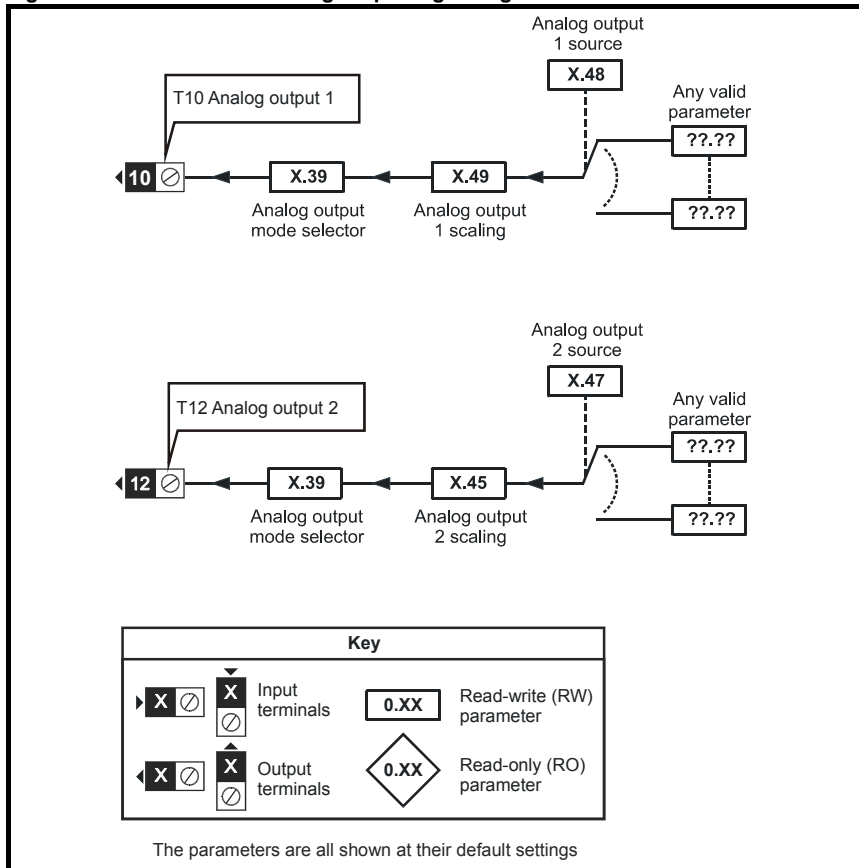 Analog output
1 source
X.48
T10 Analog output 1
Any valid
parameter
??.??
10
X.39
X.49
Analog output
mode selector
Analog output
1 scaling
??.??
Analog output
2 source
X.47
T12 Analog output 2
Any valid
parameter
??.??
12
X.39
X.45
Analog output
mode selector
Analog output
2 scaling
??.??
Key
X
X
Input
terminals
0.XX
Read-write (RW)
parameter
X
X
Output
terminals
0.XX
Read-only (RO)
parameter
The parameters are all shown at their default settings